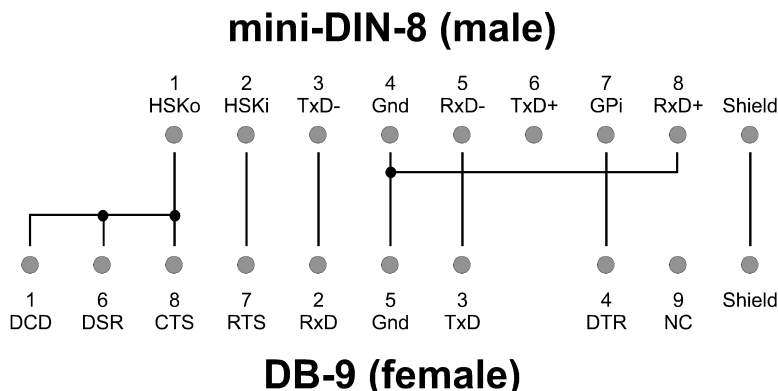 mini-DIN-8 (male)
1 2 3 4 5 6 7 8
HSKo HSKi TxD- Gnd RxD- TxD+ GPi RxD+ Shield
1 6 8 7 2 5 3 4 9 Shield
DCD DSR CTS RTS RxD Gnd TxD DTR NC
DB-9 (female)